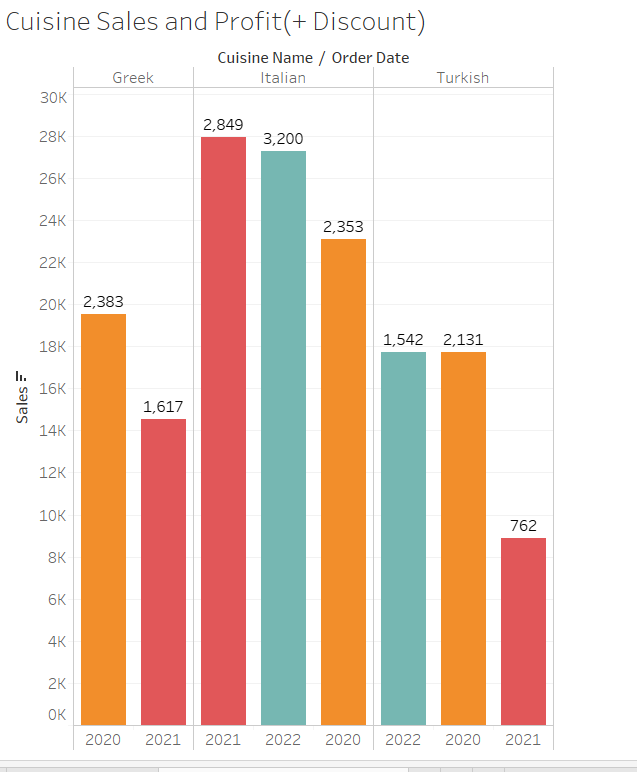 Cuisine Sales and Profit(+ Discount)
Cuisine Name / Order Date
Greek Italian Turkish
30K
2,849
28K
3,200
26K
24K
2,353
22K
20K
2,383
18K
1,542 2,131
Sales
16K
1,617
14K
12K
10K
762
8K
6K
4K
2K
0K
2020 2021 2021 2022 2020 2022 2020 2021